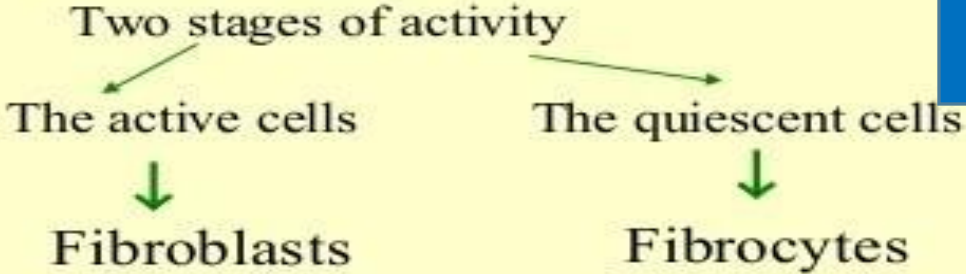 Two stages of activity
The active cells
The quiescent cells
Fibroblasts
Fibrocytes